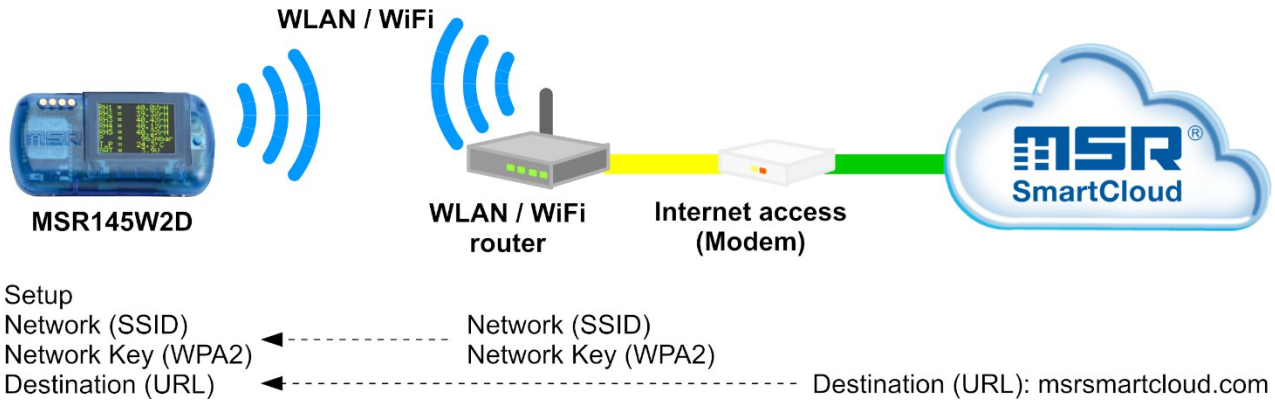 WLAN / WiFi
MSR
MSR145W2D
WLAN / WiFi
router
Internet access
(Modem)
MSR®
SmartCloud
Setup
Network (SSID)
Network Key (WPA2)
Destination (URL)
Network (SSID)
Network Key (WPA2)
Destination (URL): msrsmartcloud.com